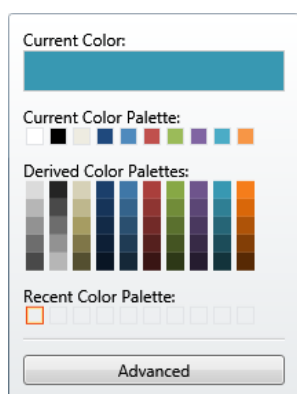 Current Color:
Current Color Palette:
Derived Color Palettes:
Recent Color Palette:
Advanced